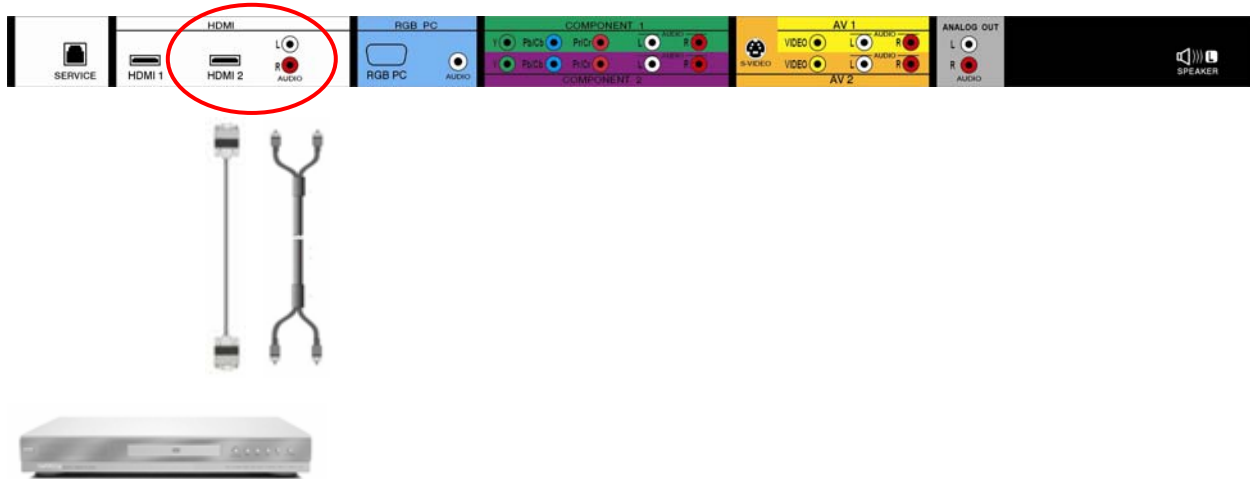 SERVICE
HDMI
HDMI 1
HDMI 2
L
R
AUDIO
RGB PC
RGB PC
AUDIO
COMPONENT 1
Y Pb/Cb Pr/Cr L AUDIO R
Y Pb/Cb Pr/Cr L R
COMPONENT 2
S-VIDEO
AV 1
VIDEO L AUDIO R
VIDEO L AUDIO R
AV 2
ANALOG OUT
L
R
AUDIO
L
SPEAKER